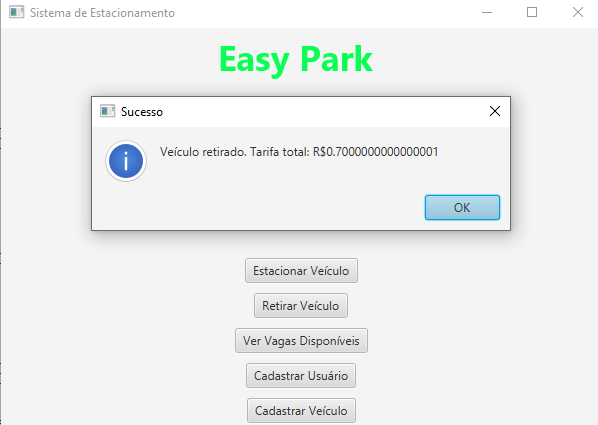 Sistema de Estacionamento
Easy Park
Sucesso
Veículo retirado. Tarifa total: R$0.7000000000000001
OK
Estacionar Veículo
Retirar Veículo
Ver Vagas Disponíveis
Cadastrar Usuário
Cadastrar Veículo